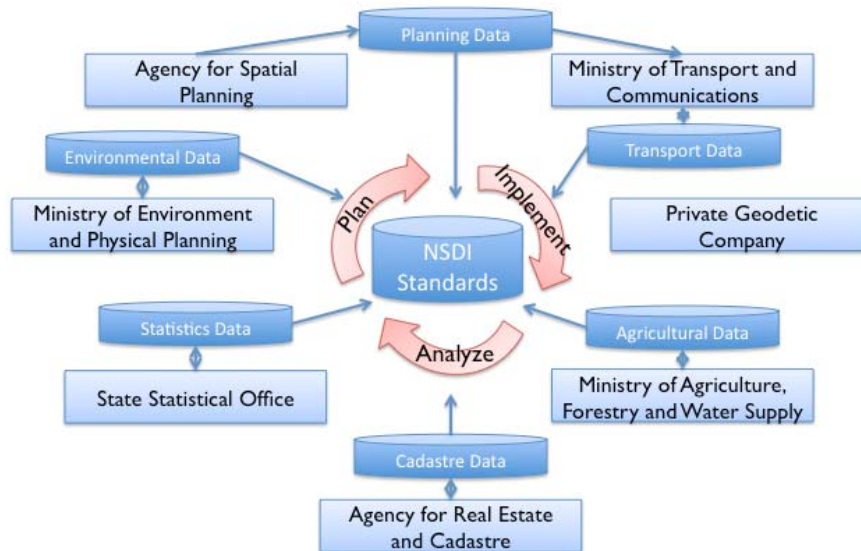 Planning Data
Agency for Spatial
Planning
Ministry of Transport and
Communications
Environmental Data
Transport Data
Ministry of Environment
and Physical Planning
Plan
Implement
Private Geodetic
Company
NSDI
Standards
Statistics Data
Agricultural Data
Analyze
State Statistical Office
Ministry of Agriculture,
Forestry and Water Supply
Cadastre Data
Agency for Real Estate
and Cadastre